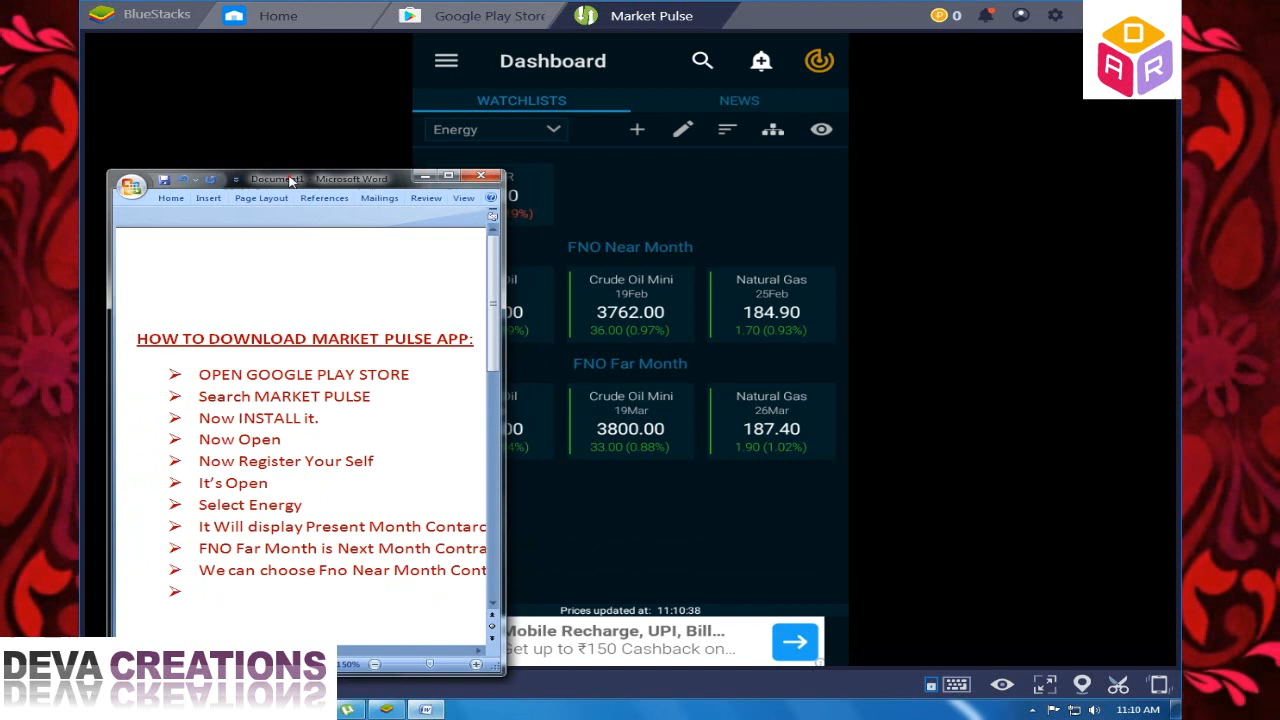 BlueStacks Home Google Play Store Market Pulse 0
D
A R
Dashboard
WATCHLISTS NEWS
Energy
Document1 - Microsoft Word
Home Insert Page Layout References Mailings Review View
FNO Near Month
Crude Oil Mini Natural Gas
19Feb 25Feb
3762.00 184.90
36.00 (0.97%) 1.70 (0.93%)
FNO Far Month
Crude Oil Mini Natural Gas
19Mar 26Mar
3800.00 187.40
33.00 (0.88%) 1.90 (1.02%)
HOW TO DOWNLOAD MARKET PULSE APP:
OPEN GOOGLE PLAY STORE
Search MARKET PULSE
Now INSTALL it.
Now Open
Now Register Your Self
It's Open
Select Energy
It Will display Present Month Contarc
FNO Far Month is Next Month Contra
We can choose Fno Near Month Cont
Prices updated at: 11:10:38
Mobile Recharge, UPI, Bill...
Get up to ₹150 Cashback on...
150%
DEVA CREATIONS
11:10 AM